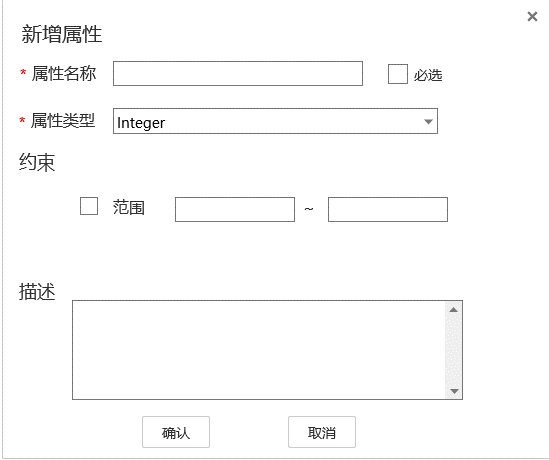 新增属性
* 属性名称 必选
* 属性类型 Integer
约束
范围 ~
描述
确认 取消